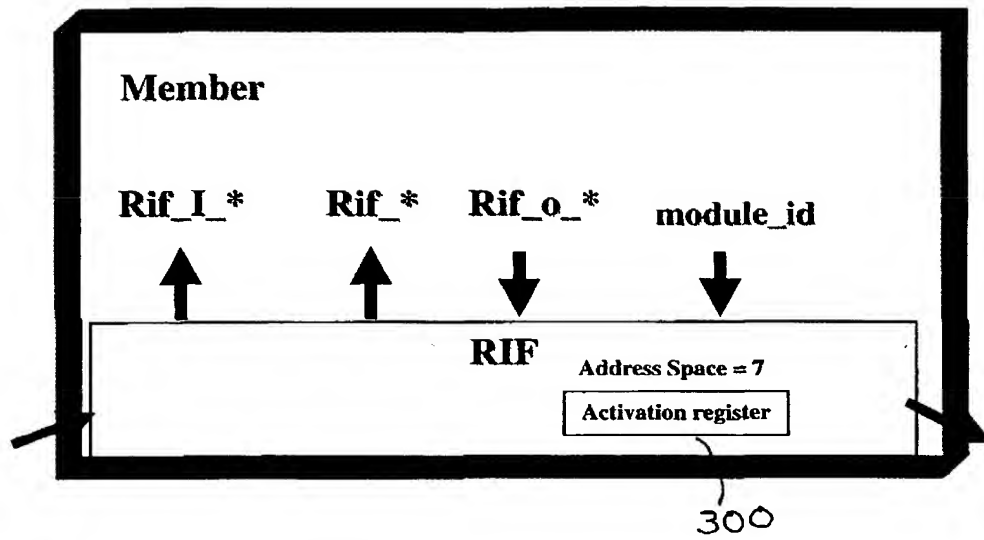 Member
Rif_I_* Rif_* Rif_o_* module_id
RIF
Address Space = 7
Activation register
300